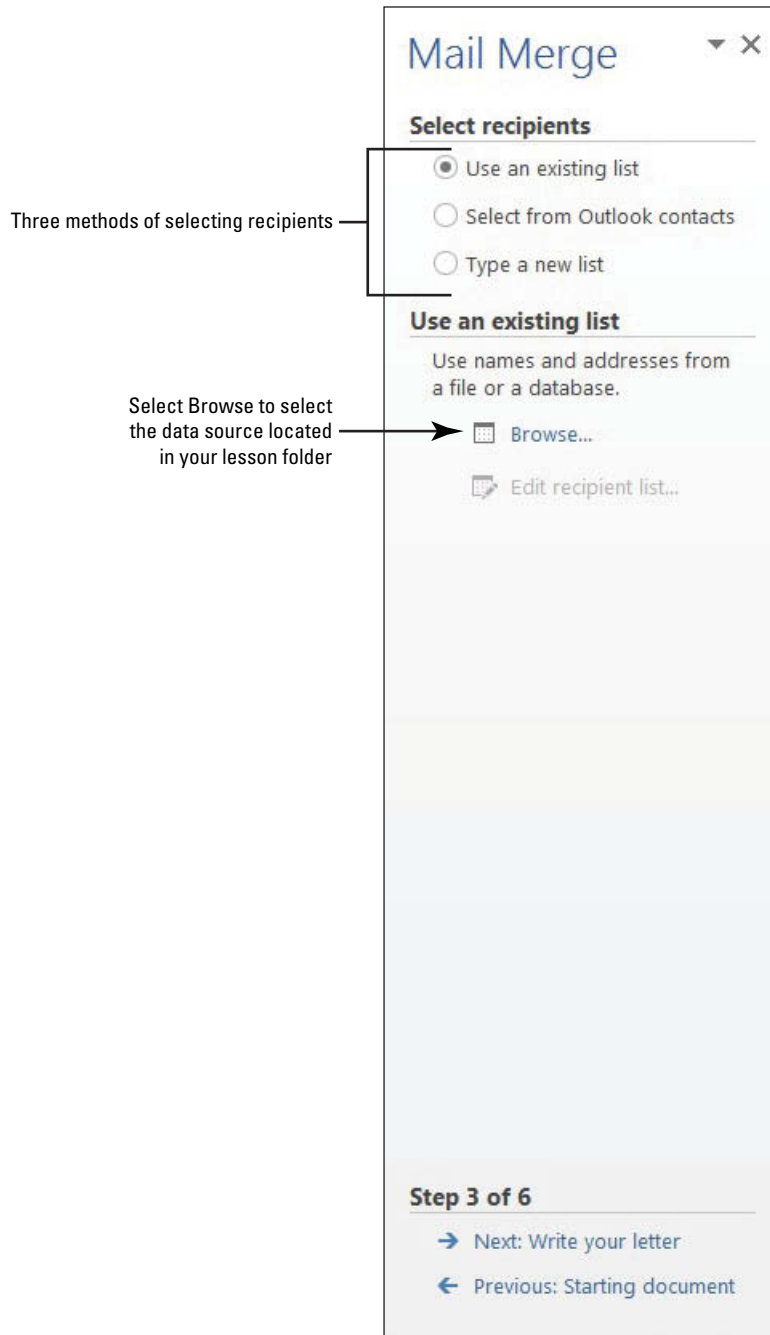 Mail Merge
Select recipients
Use an existing list
Three methods of selecting recipients
Select from Outlook contacts
Type a new list
Use an existing list
Use names and addresses from
a file or a database.
Select Browse to select
the data source located
in your lesson folder
Browse...
Edit recipient list...
Step 3 of 6
Next: Write your letter
Previous: Starting document